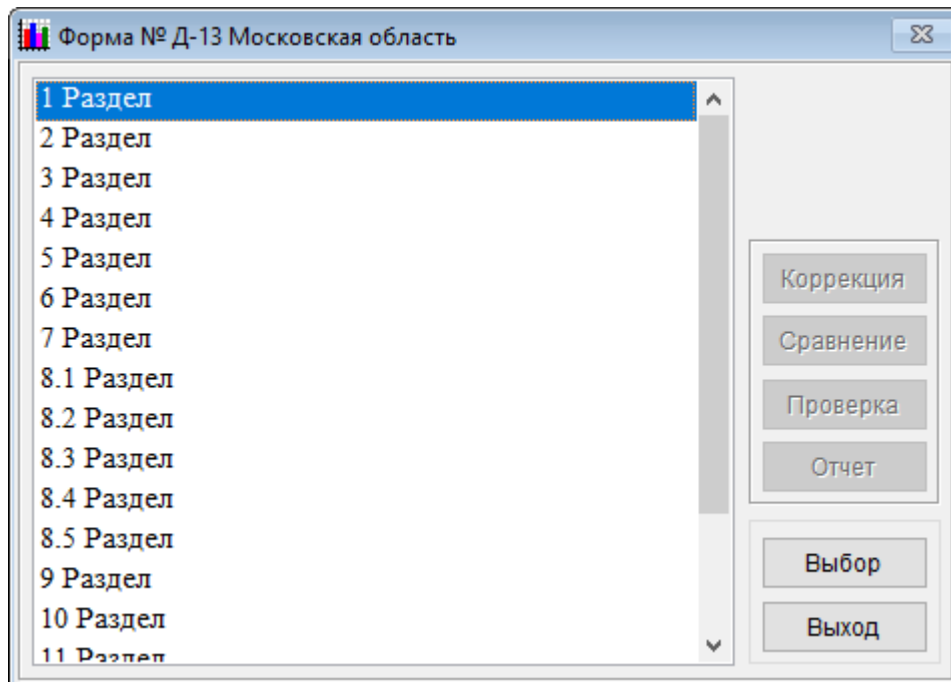 Форма № Д-13 Московская область
1 Раздел
2 Раздел
3 Раздел
4 Раздел
5 Раздел
6 Раздел
7 Раздел
8.1 Раздел
8.2 Раздел
8.3 Раздел
8.4 Раздел
8.5 Раздел
9 Раздел
10 Раздел
11 Раздел
Коррекция
Сравнение
Проверка
Отчет
Выбор
Выход